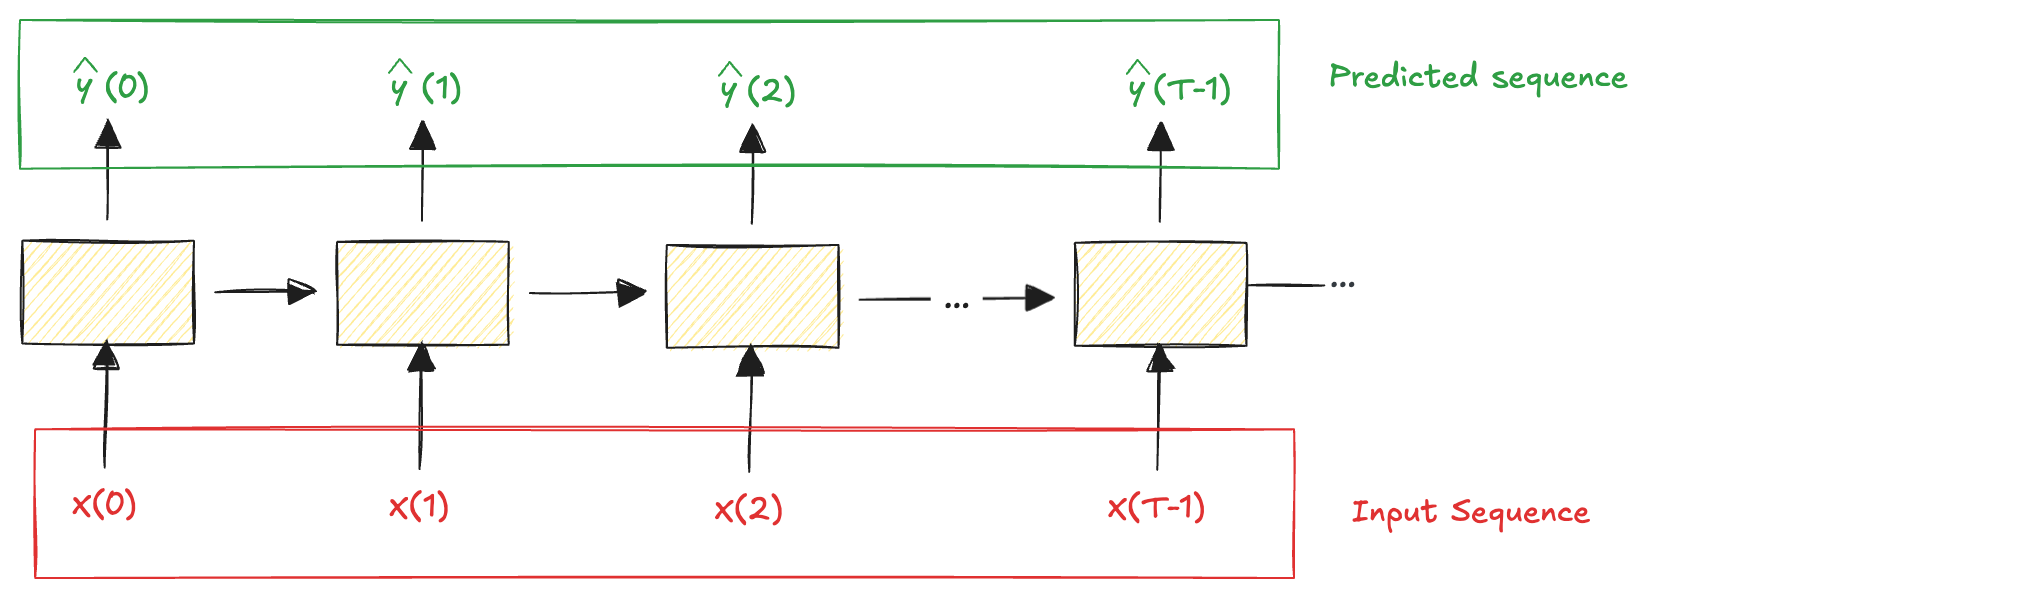 ŷ(0) ŷ(1) ŷ(2) ŷ(T-1) Predicted sequence
... ...
x(0) x(1) x(2) x(T-1) Input Sequence